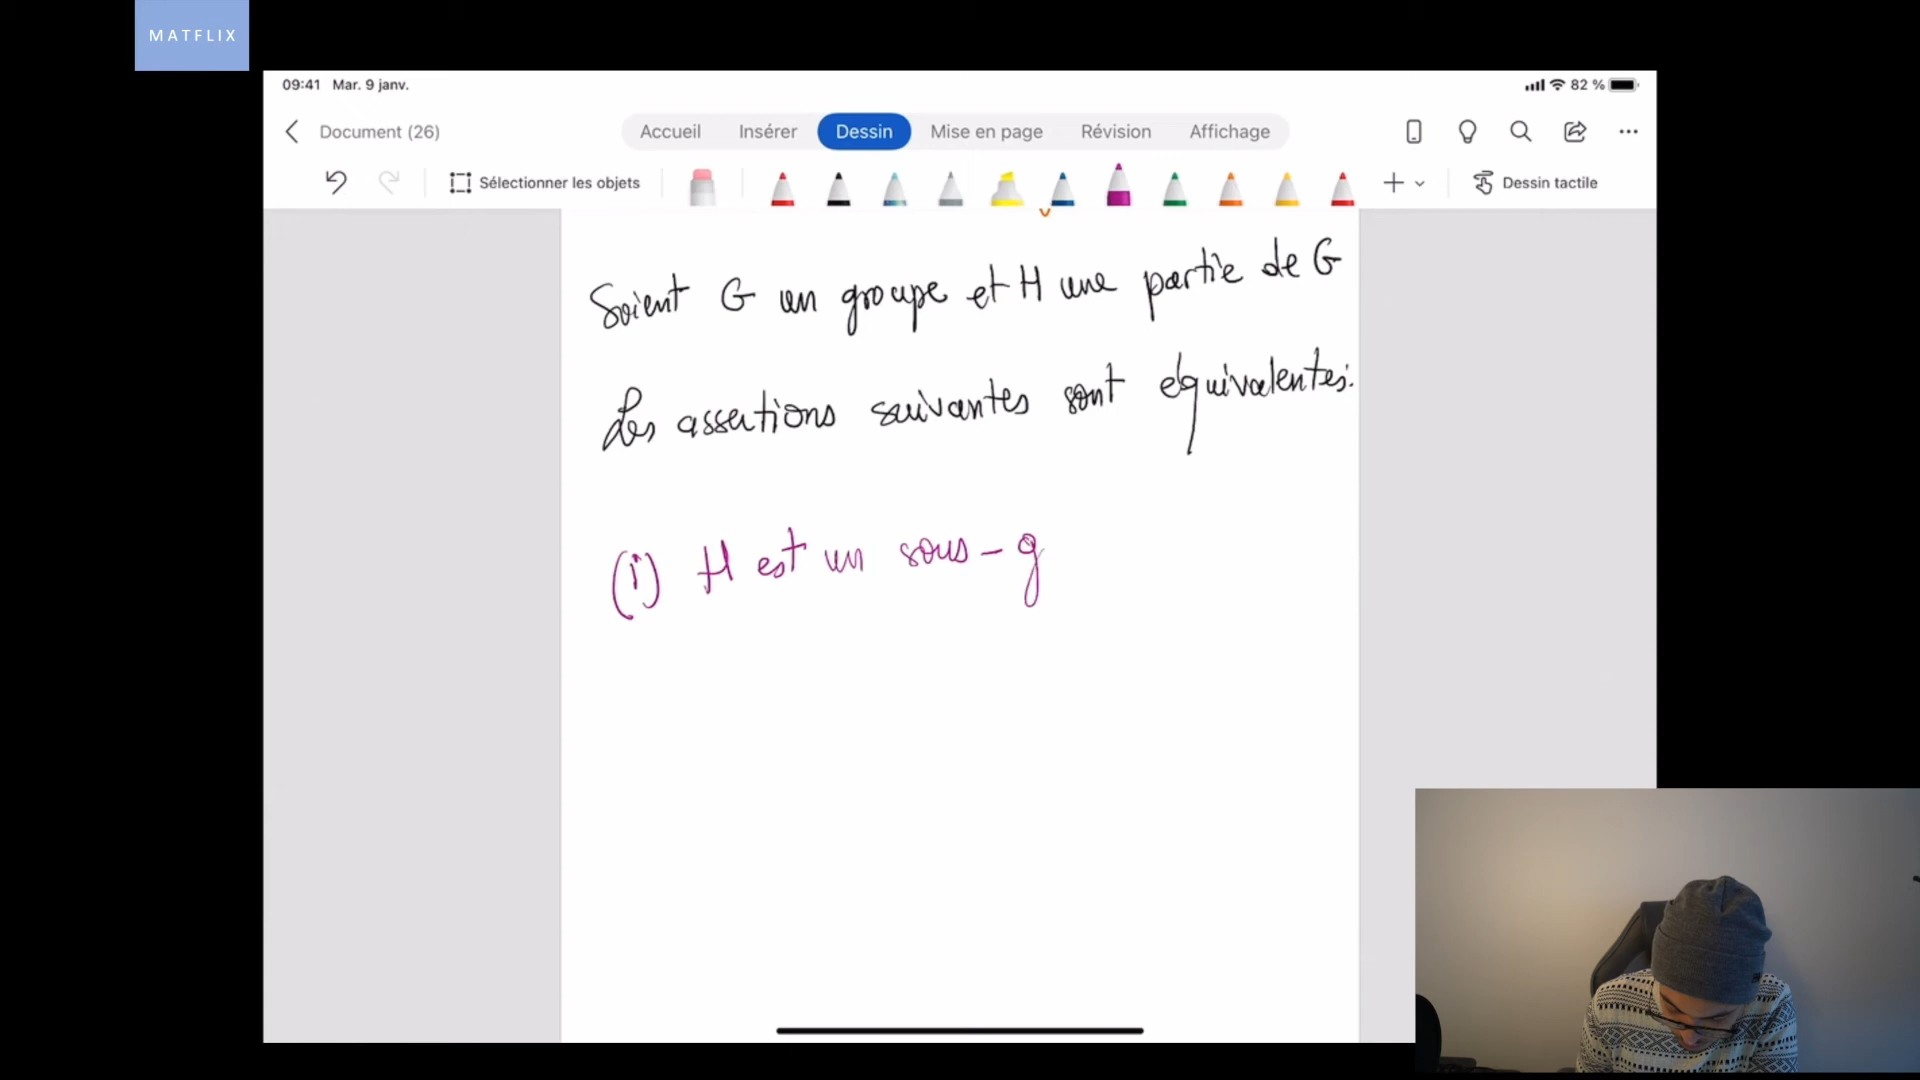 MATFLIX
09:41 Mar. 9 janv.
82 %
Document (26)
Accueil Insérer Dessin Mise en page Révision Affichage
Sélectionner les objets
Dessin tactile
Soient G un groupe et H une partie de G
Les assertions suivantes sont équivalentes:
(i) H est un sous-g